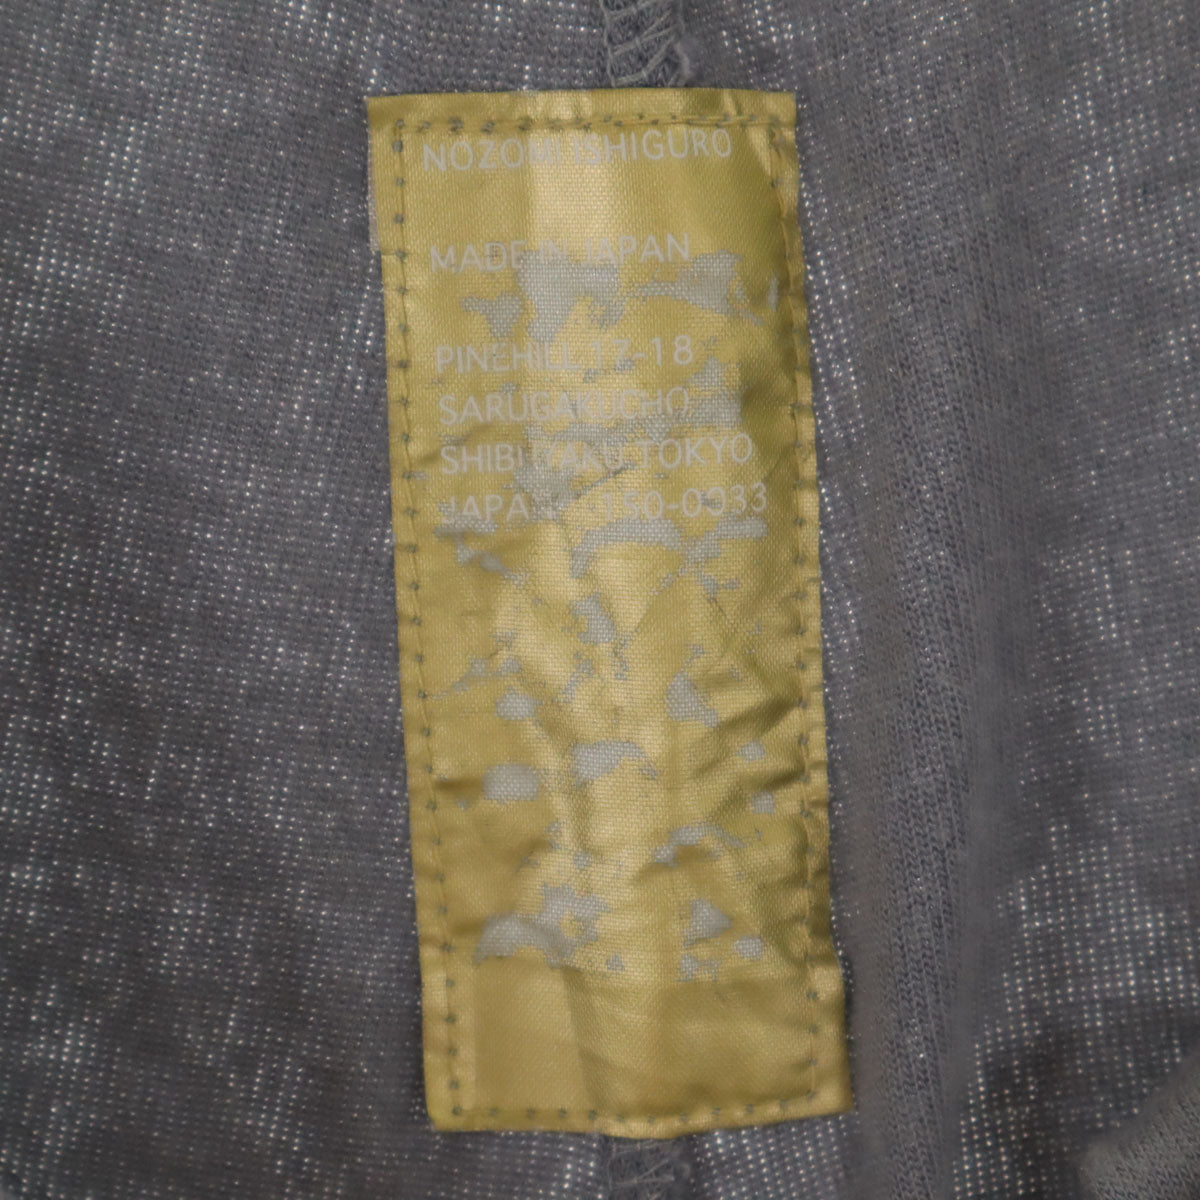 NOZOMI ISHIGURO
MADE IN JAPAN
PINEHILL 17-18
SARUGAKUCHO
SHIBUYAKU TOKYO
JAPAN 150-0033